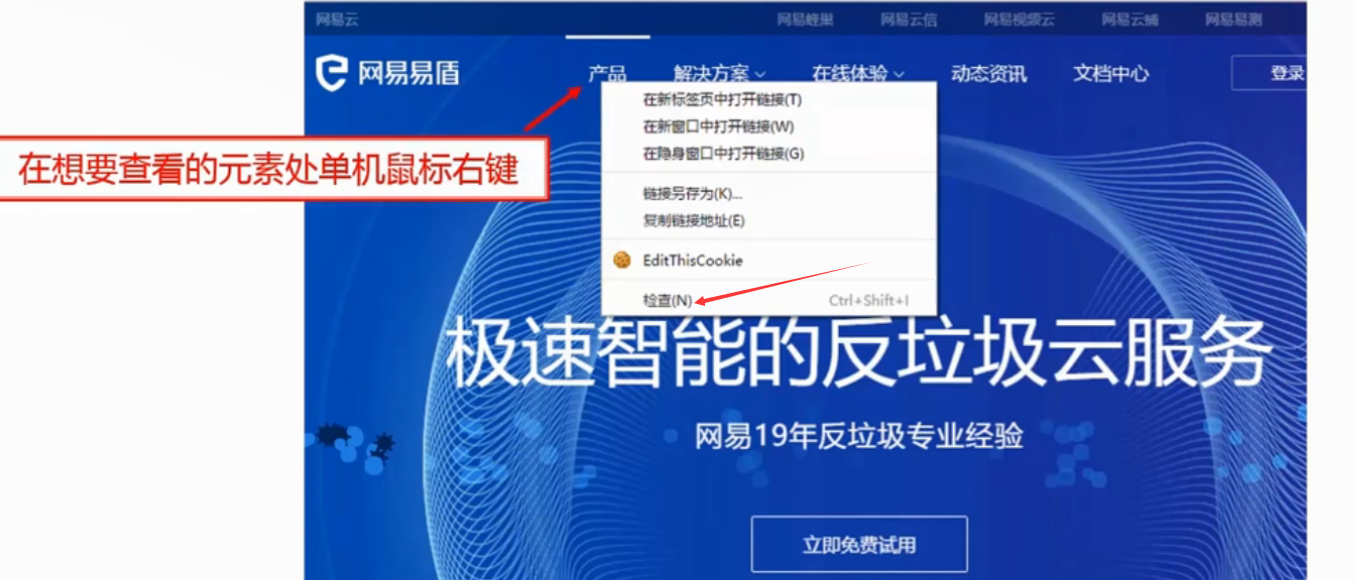 网易云 网易蜂巢 网易云信 网易视频云 网易云捕 网易易测
网易易盾 产品 解决方案 在线体验 动态资讯 文档中心 登录
在新标签页中打开链接(T)
在新窗口中打开链接(W)
在隐身窗口中打开链接(G)
在想要查看的元素处单机鼠标右键
链接另存为(K)...
复制链接地址(E)
EditThisCookie
检查(N) Ctrl+Shift+I
极速智能的反垃圾云服务
网易19年反垃圾专业经验
立即免费试用